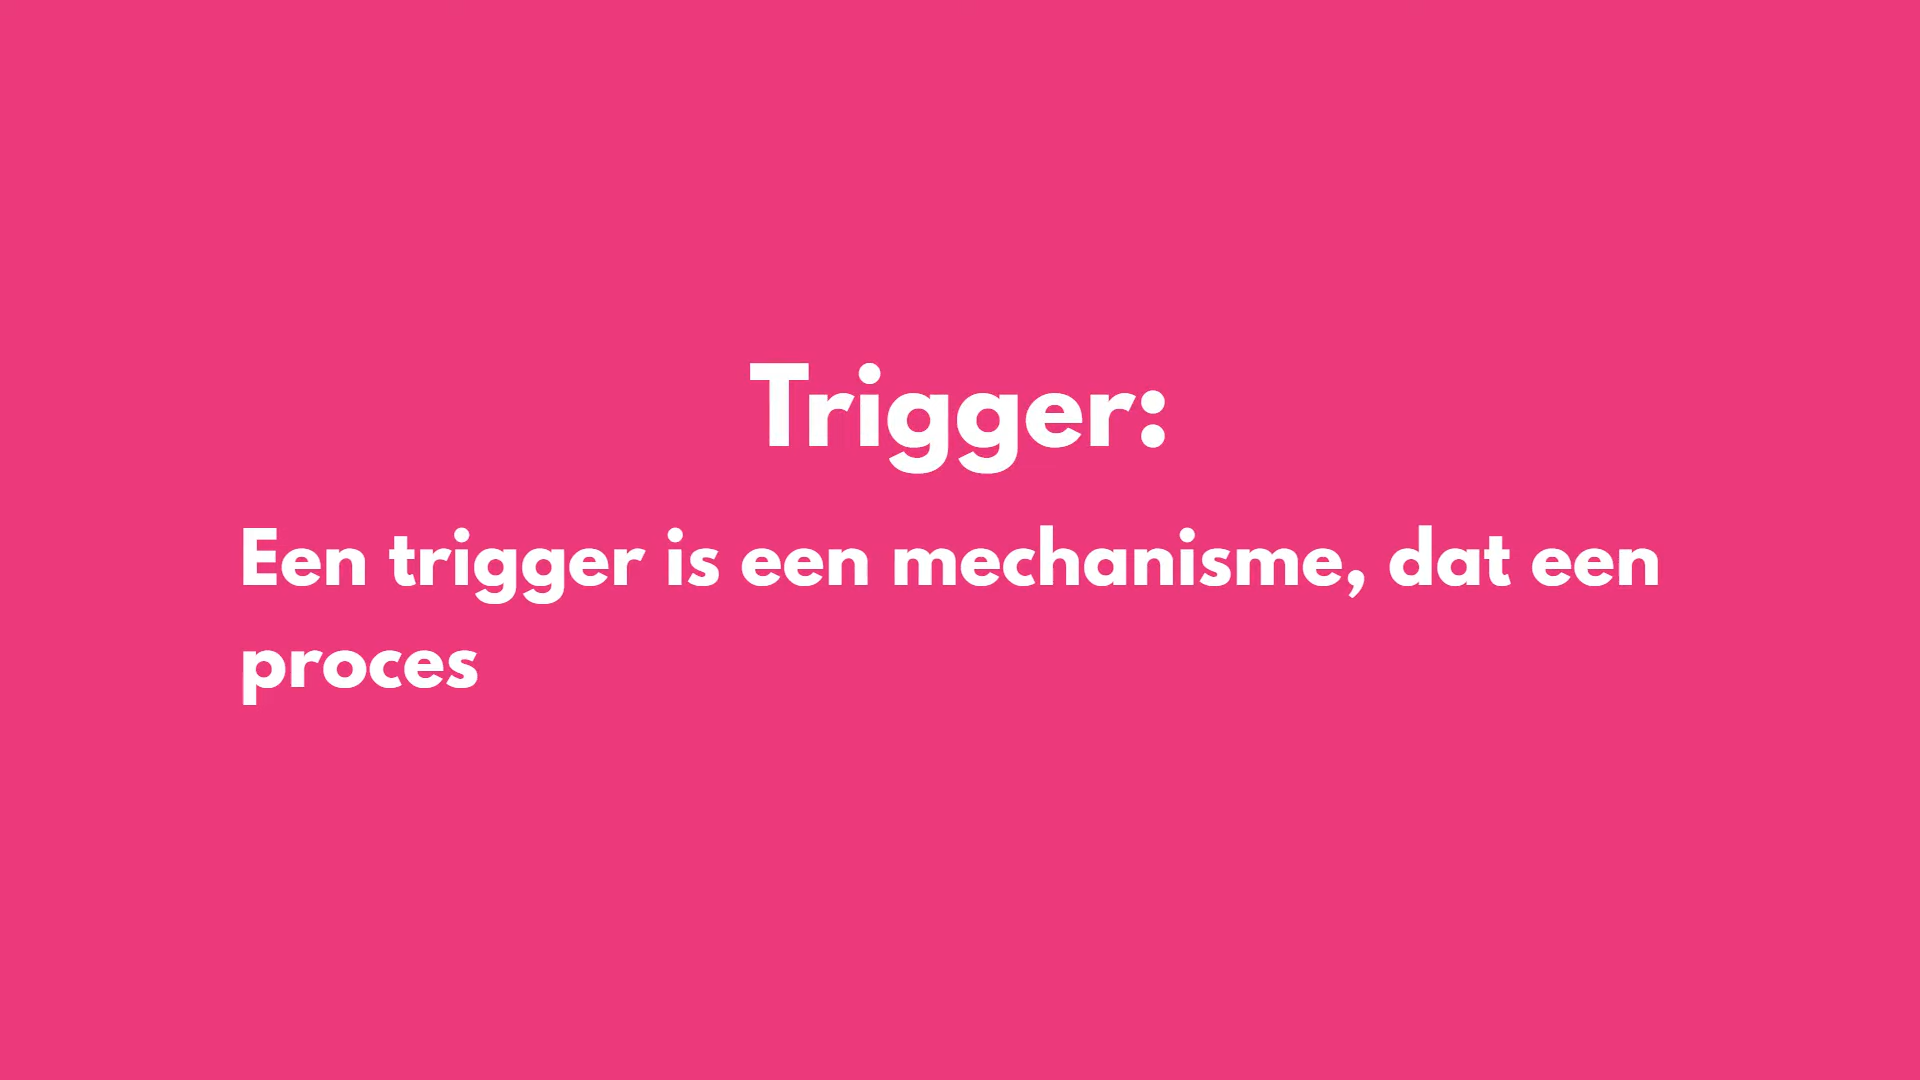 Trigger:
Een trigger is een mechanisme, dat een
proces